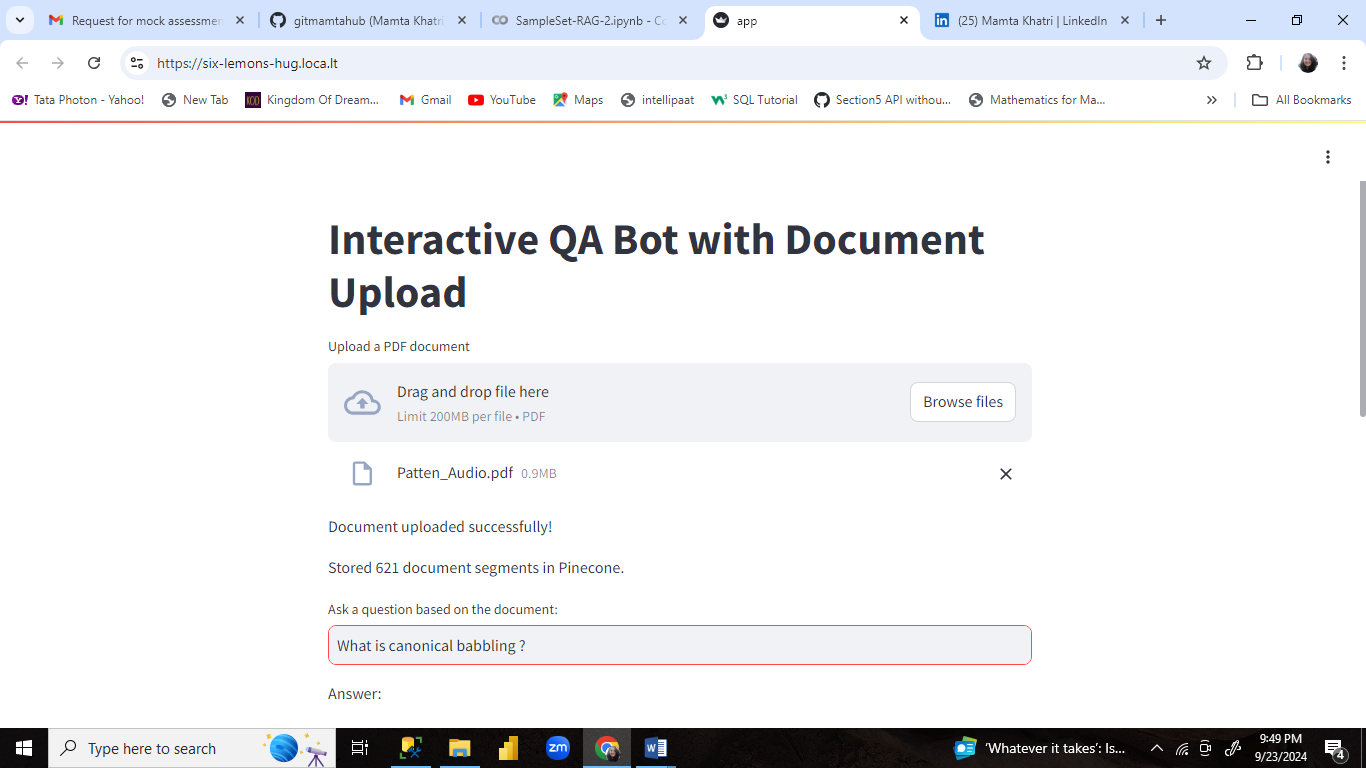 Request for mock assessmen
gitmamtahub (Mamta Khatri
SampleSet-RAG-2.ipynb - Co
app
(25) Mamta Khatri | LinkedIn
https://six-lemons-hug.loca.lt
Tata Photon - Yahoo!
New Tab
KOD
Kingdom Of Dream...
Gmail
YouTube
Maps
intellipaat
SQL Tutorial
Section5 API withou...
Mathematics for Ma...
All Bookmarks
Interactive QA Bot with Document
Upload
Upload a PDF document
Drag and drop file here
Limit 200MB per file • PDF
Browse files
Patten_Audio.pdf 0.9MB
Document uploaded successfully!
Stored 621 document segments in Pinecone.
Ask a question based on the document:
What is canonical babbling ?
Answer:
Type here to search
zm
'Whatever it takes': Is...
9:49 PM
9/23/2024
4